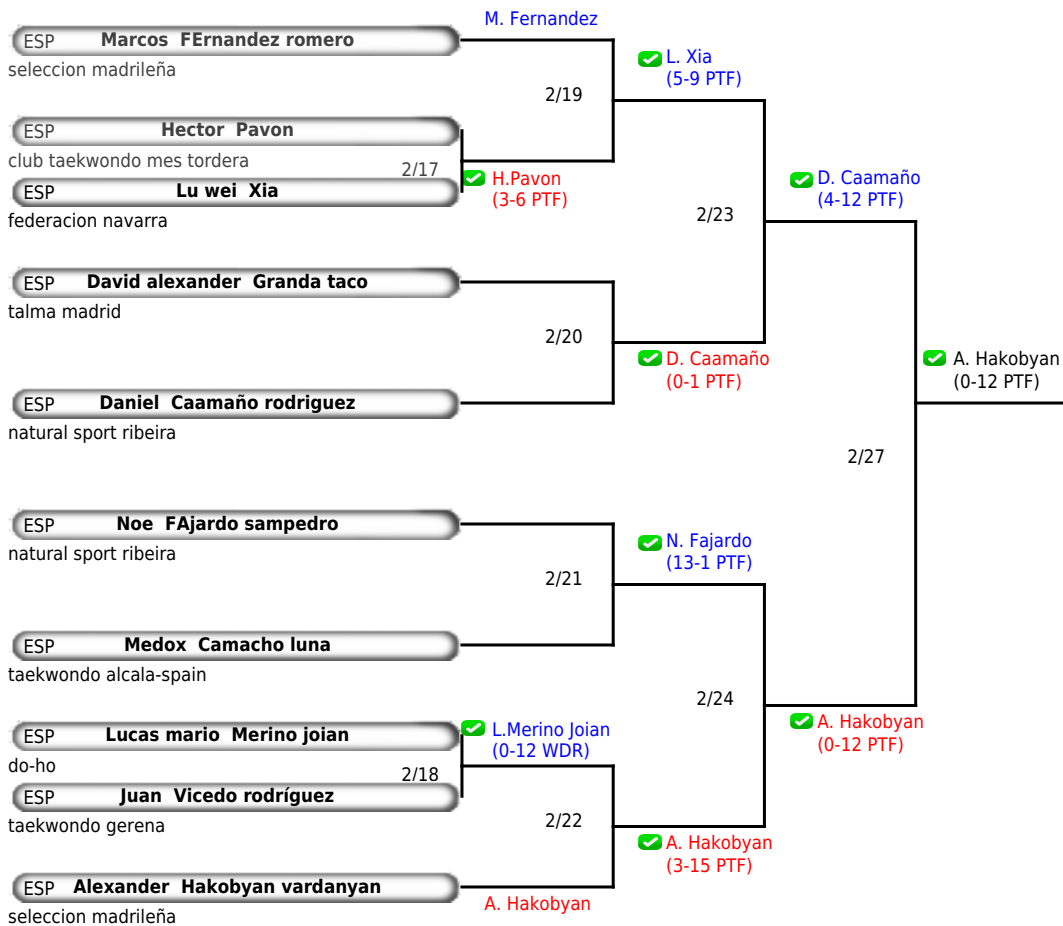 M. Fernandez
ESP Marcos FErnandez romero
seleccion madrileña
L. Xia
(5-9 PTF)
2/19
ESP Hector Pavon
club taekwondo mes tordera
2/17
H.Pavon
(3-6 PTF)
ESP Lu wei Xia
federacion navarra
D. Caamaño
(4-12 PTF)
2/23
ESP David alexander Granda taco
talma madrid
2/20
D. Caamaño
(0-1 PTF)
A. Hakobyan
(0-12 PTF)
ESP Daniel Caamaño rodriguez
natural sport ribeira
2/27
ESP Noe FAjardo sampedro
natural sport ribeira
N. Fajardo
(13-1 PTF)
2/21
ESP Medox Camacho luna
taekwondo alcala-spain
2/24
A. Hakobyan
(0-12 PTF)
ESP Lucas mario Merino joian
do-ho
L.Merino Joian
(0-12 WDR)
2/18
ESP Juan Vicedo rodríguez
taekwondo gerena
2/22
A. Hakobyan
(3-15 PTF)
ESP Alexander Hakobyan vardanyan
seleccion madrileña
A. Hakobyan